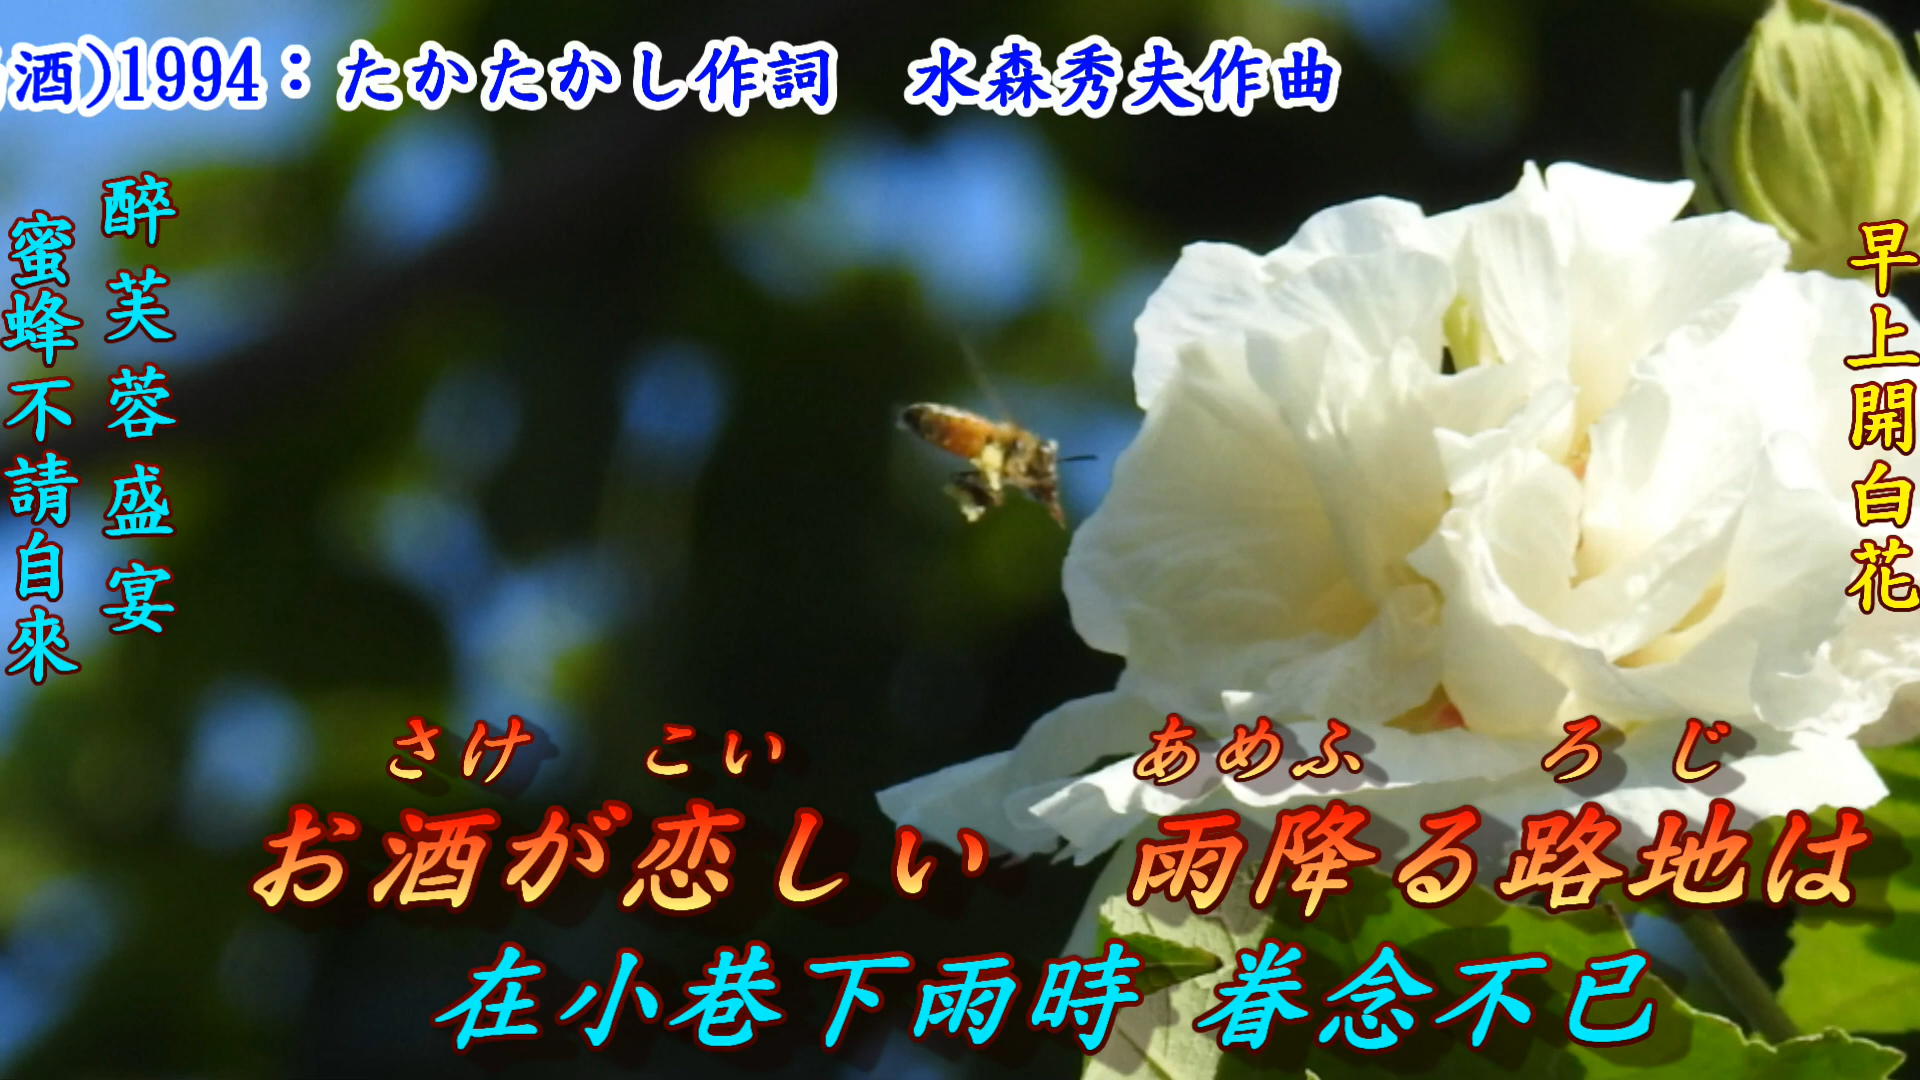 酒)1994：たかたかし作詞　水森秀夫作曲
醉芙蓉盛宴
蜜蜂不請自來
早上開白花
さけ　こい　あめふ　ろじ
お酒が恋しい　雨降る路地は
在小巷下雨時 眷念不已